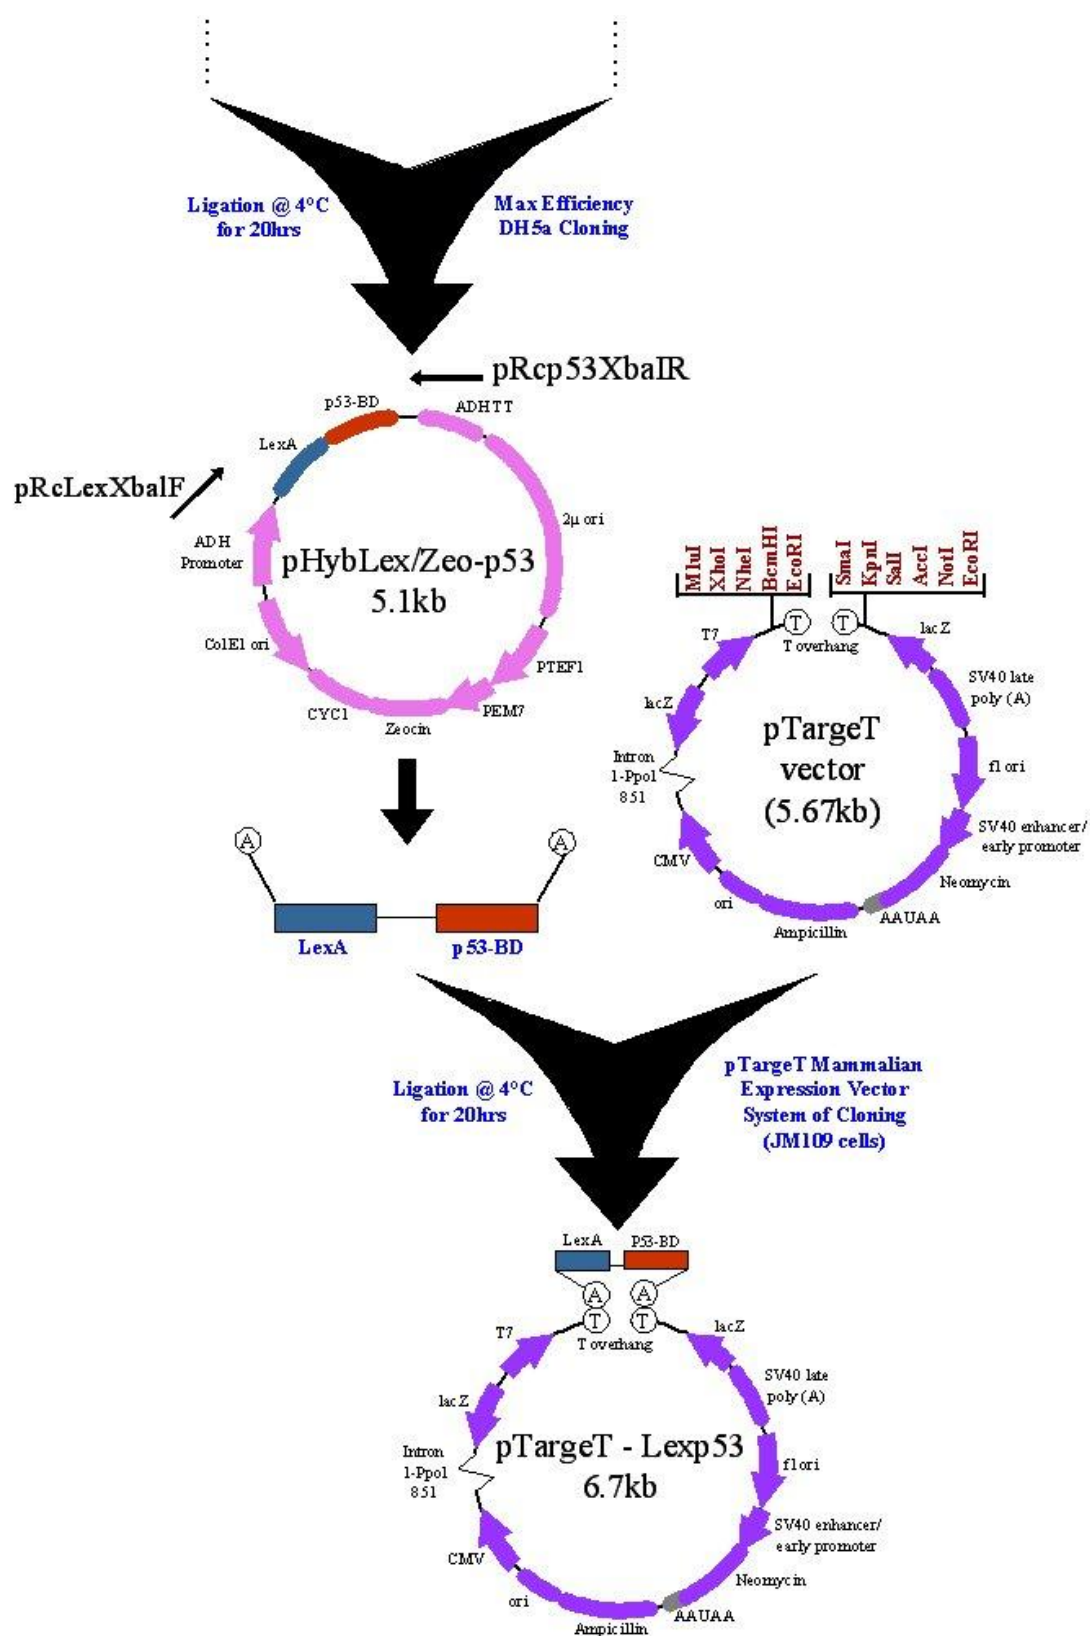 Ligation @ 4°C
for 20hrs
Max Efficiency
DH5a Cloning
pRcp53XbaIR
p53-BD
ADHTT
LexA
pRcLexXbaIF
2µ ori
ADH
Promoter
pHybLex/Zeo-p53
5.1kb
ColE1 ori
PTEF1
CYC1
Zeocin
PEM7
MluI
XhoI
NheI
BcmHI
EcoRI
SmaI
KpnI
SalI
AccI
NotI
EcoRI
T
T
T7
T overhang
lacZ
lacZ
SV40 late
poly (A)
pTargeT
vector
(5.67kb)
Intron
1-PpoI
851
f1 ori
SV40 enhancer/
early promoter
CMV
Neomycin
ori
AAUAA
Ampicillin
A
A
LexA
p53-BD
Ligation @ 4°C
for 20hrs
pTargeT Mammalian
Expression Vector
System of Cloning
(JM109 cells)
LexA
P53-BD
A
A
T
T
T7
T overhang
lacZ
lacZ
SV40 late
poly (A)
pTargeT - Lexp53
6.7kb
Intron
1-PpoI
851
f1 ori
SV40 enhancer/
early promoter
CMV
Neomycin
ori
AAUAA
Ampicillin